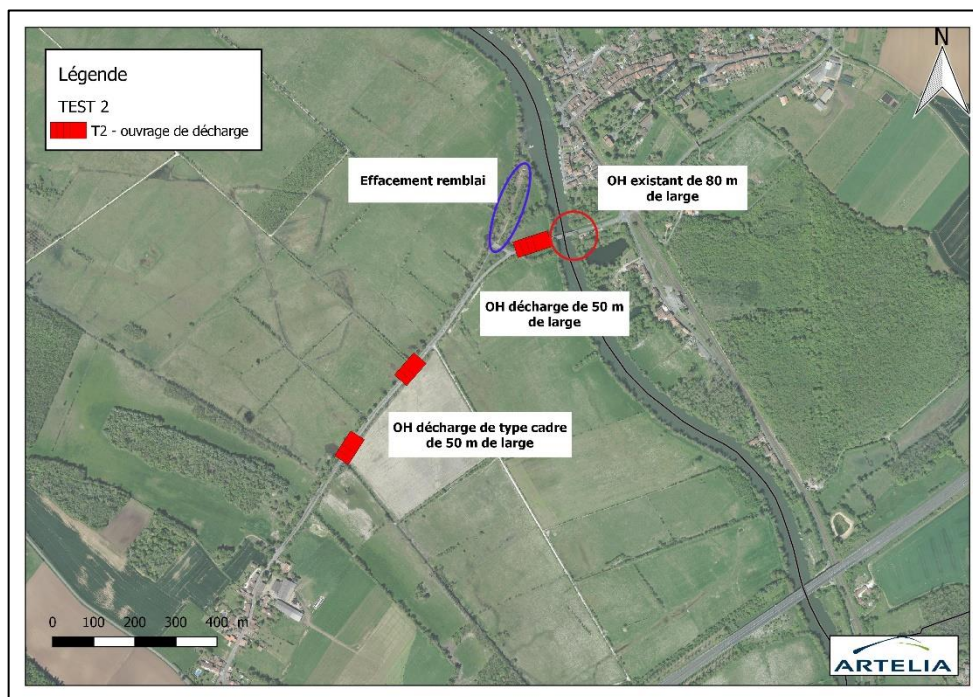 Légende
TEST 2
T2 - ouvrage de décharge
N
Effacement remblai
OH existant de 80 m
de large
OH décharge de 50 m
de large
OH décharge de type cadre
de 50 m de large
0 100 200 300 400 m
ARTELIA